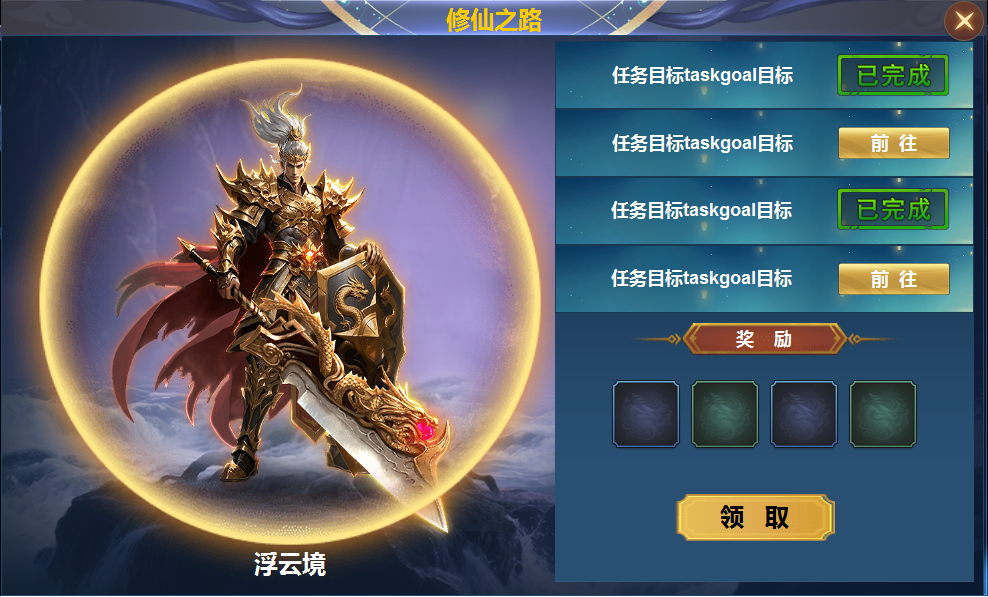 修仙之路
任务目标taskgoal目标 已完成
任务目标taskgoal目标 前 往
任务目标taskgoal目标 已完成
任务目标taskgoal目标 前 往
奖 励
领 取
浮云境